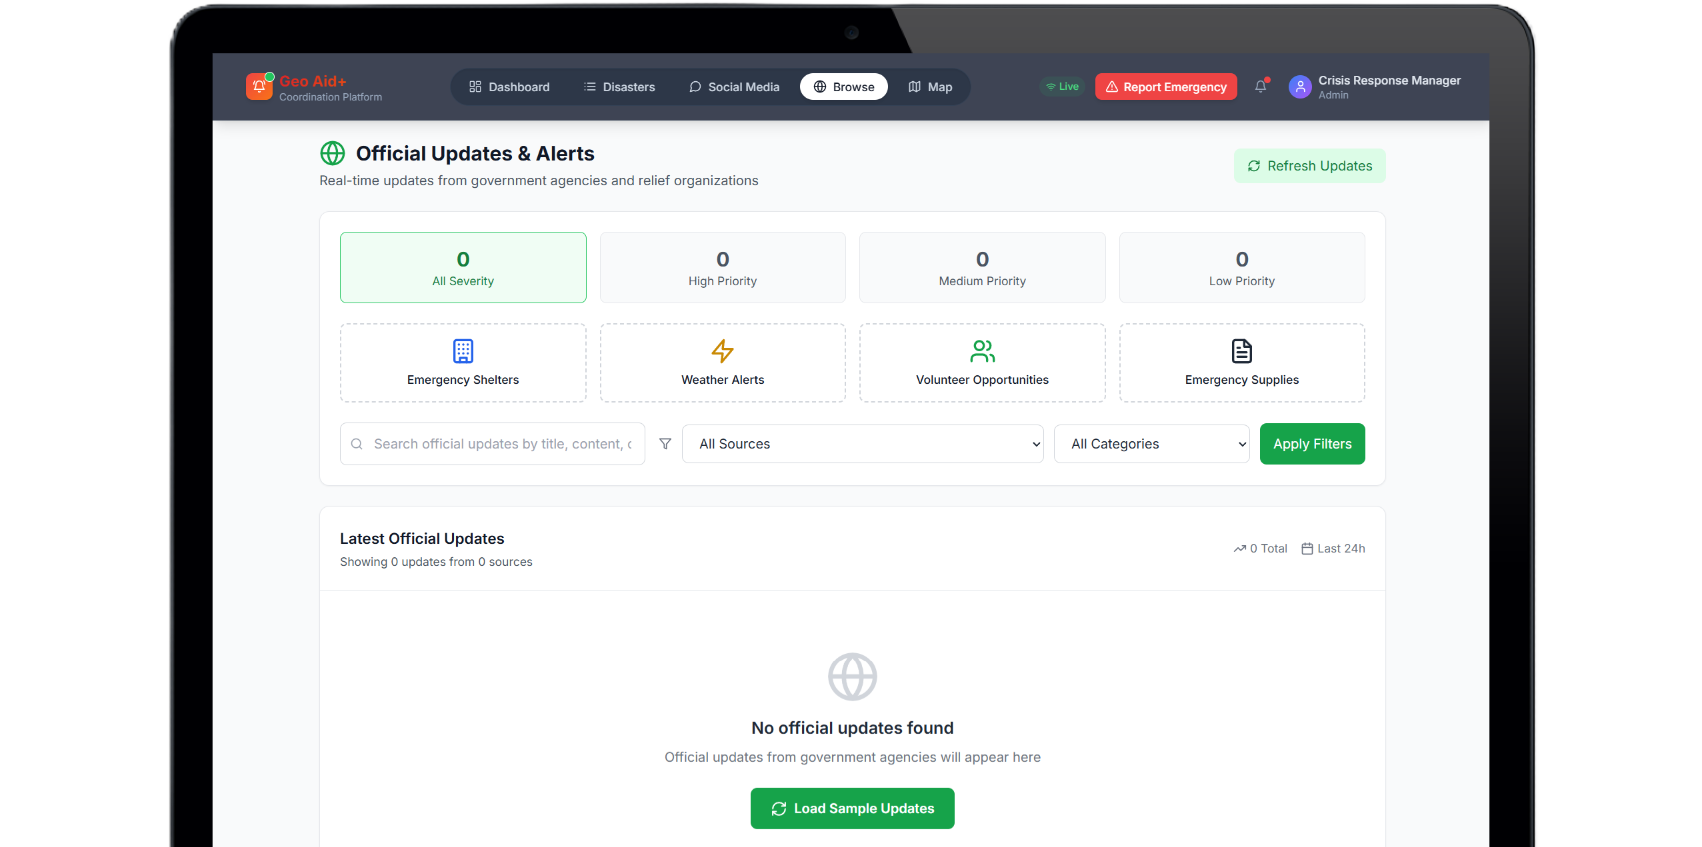 Geo Aid+
Coordination Platform
Dashboard
Disasters
Social Media
Browse
Map
Live
Report Emergency
Crisis Response Manager
Admin
Official Updates & Alerts
Real-time updates from government agencies and relief organizations
Refresh Updates
0
All Severity
0
High Priority
0
Medium Priority
0
Low Priority
Emergency Shelters
Weather Alerts
Volunteer Opportunities
Emergency Supplies
Search official updates by title, content,
All Sources
All Categories
Apply Filters
Latest Official Updates
Showing 0 updates from 0 sources
0 Total
Last 24h
No official updates found
Official updates from government agencies will appear here
Load Sample Updates